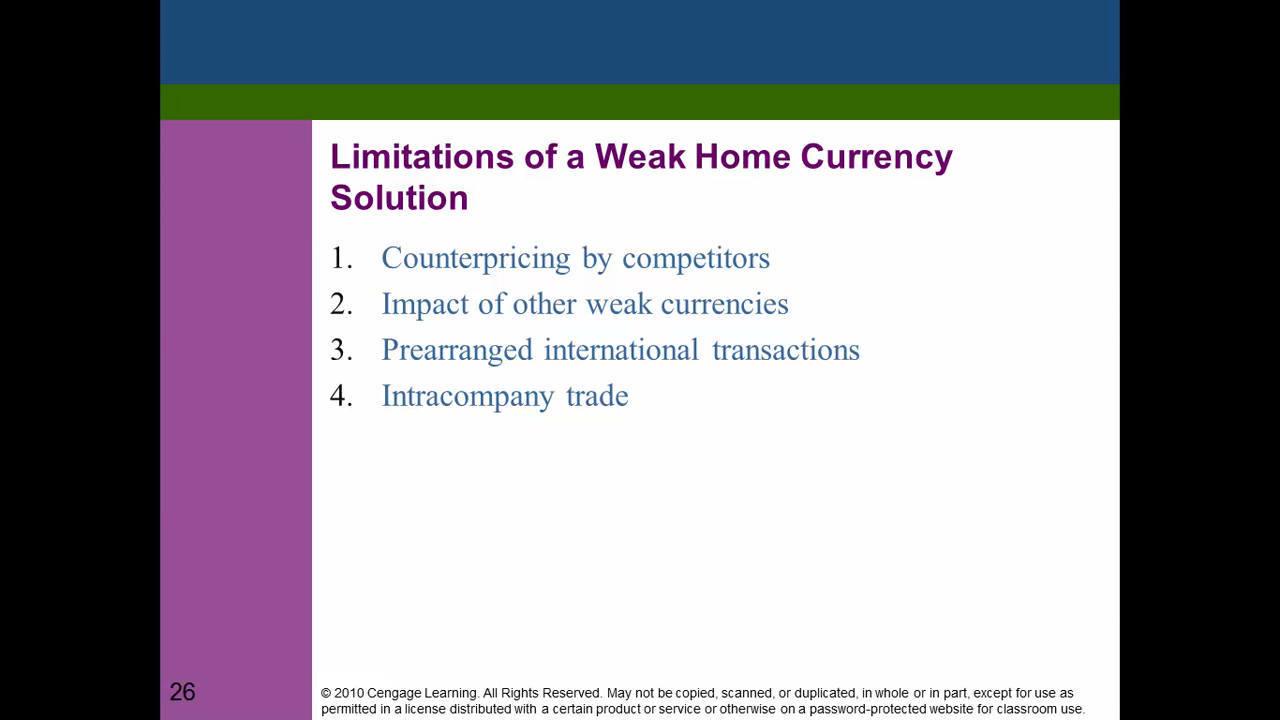 Limitations of a Weak Home Currency
Solution
1. Counterpricing by competitors
2. Impact of other weak currencies
3. Prearranged international transactions
4. Intracompany trade
26
© 2010 Cengage Learning. All Rights Reserved. May not be copied, scanned, or duplicated, in whole or in part, except for use as
permitted in a license distributed with a certain product or service or otherwise on a password-protected website for classroom use.